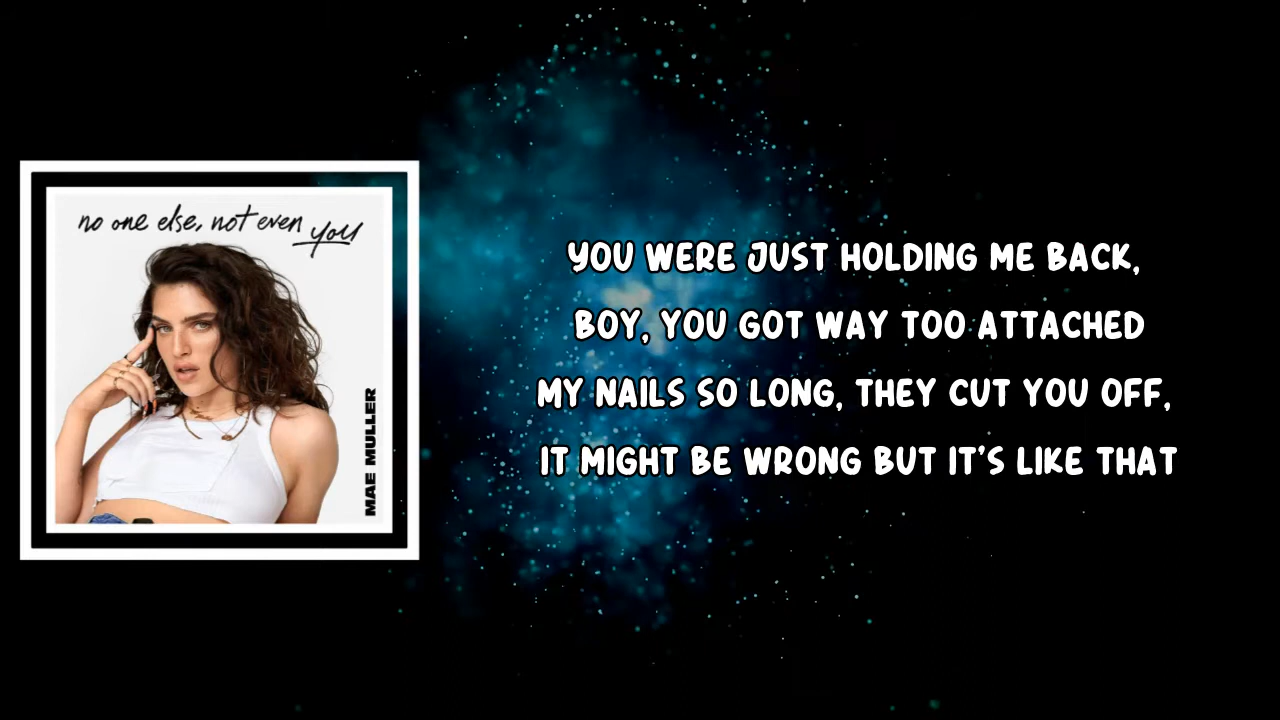 no one else, not even you
MAE MULLER
YOU WERE JUST HOLDING ME BACK,
BOY, YOU GOT WAY TOO ATTACHED
MY NAILS SO LONG, THEY CUT YOU OFF,
IT MIGHT BE WRONG BUT IT'S LIKE THAT